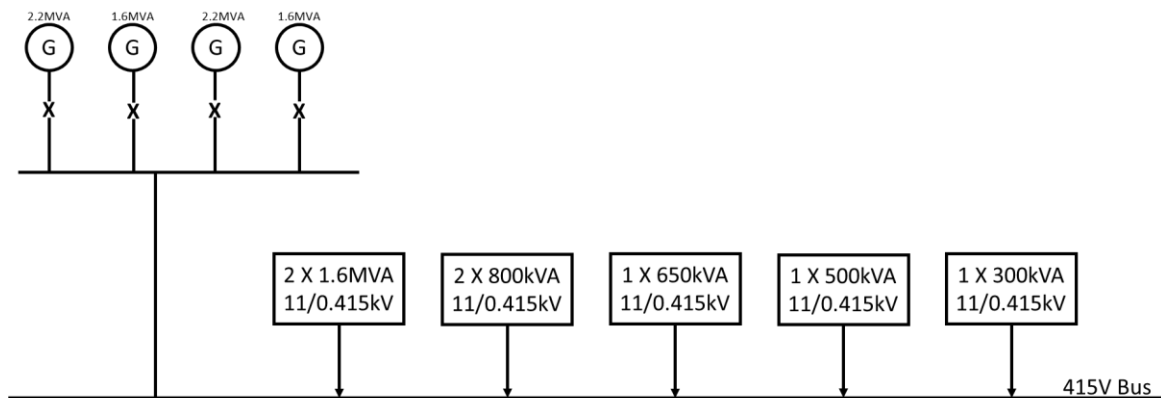 2.2MVA
1.6MVA
2.2MVA
1.6MVA
G
G
G
G
X
X
X
X
2 X 1.6MVA
11/0.415kV
2 X 800kVA
11/0.415kV
1 X 650kVA
11/0.415kV
1 X 500kVA
11/0.415kV
1 X 300kVA
11/0.415kV
415V Bus